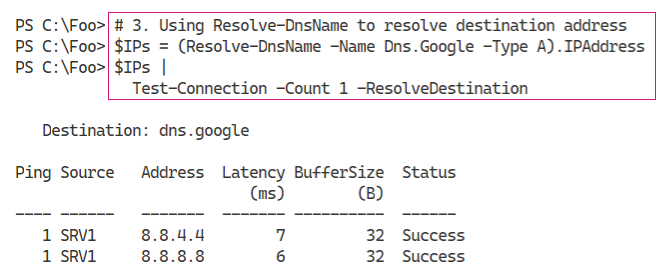 PS C:\Foo> # 3. Using Resolve-DnsName to resolve destination address
PS C:\Foo> $IPs = (Resolve-DnsName -Name Dns.Google -Type A).IPAddress
PS C:\Foo> $IPs |
Test-Connection -Count 1 -ResolveDestination
Destination: dns.google
Ping Source   Address  Latency BufferSize  Status
(ms)        (B)
---- ------   -------  ------- ----------  ------
1 SRV1   8.8.4.4        7         32  Success
1 SRV1   8.8.8.8        6         32  Success